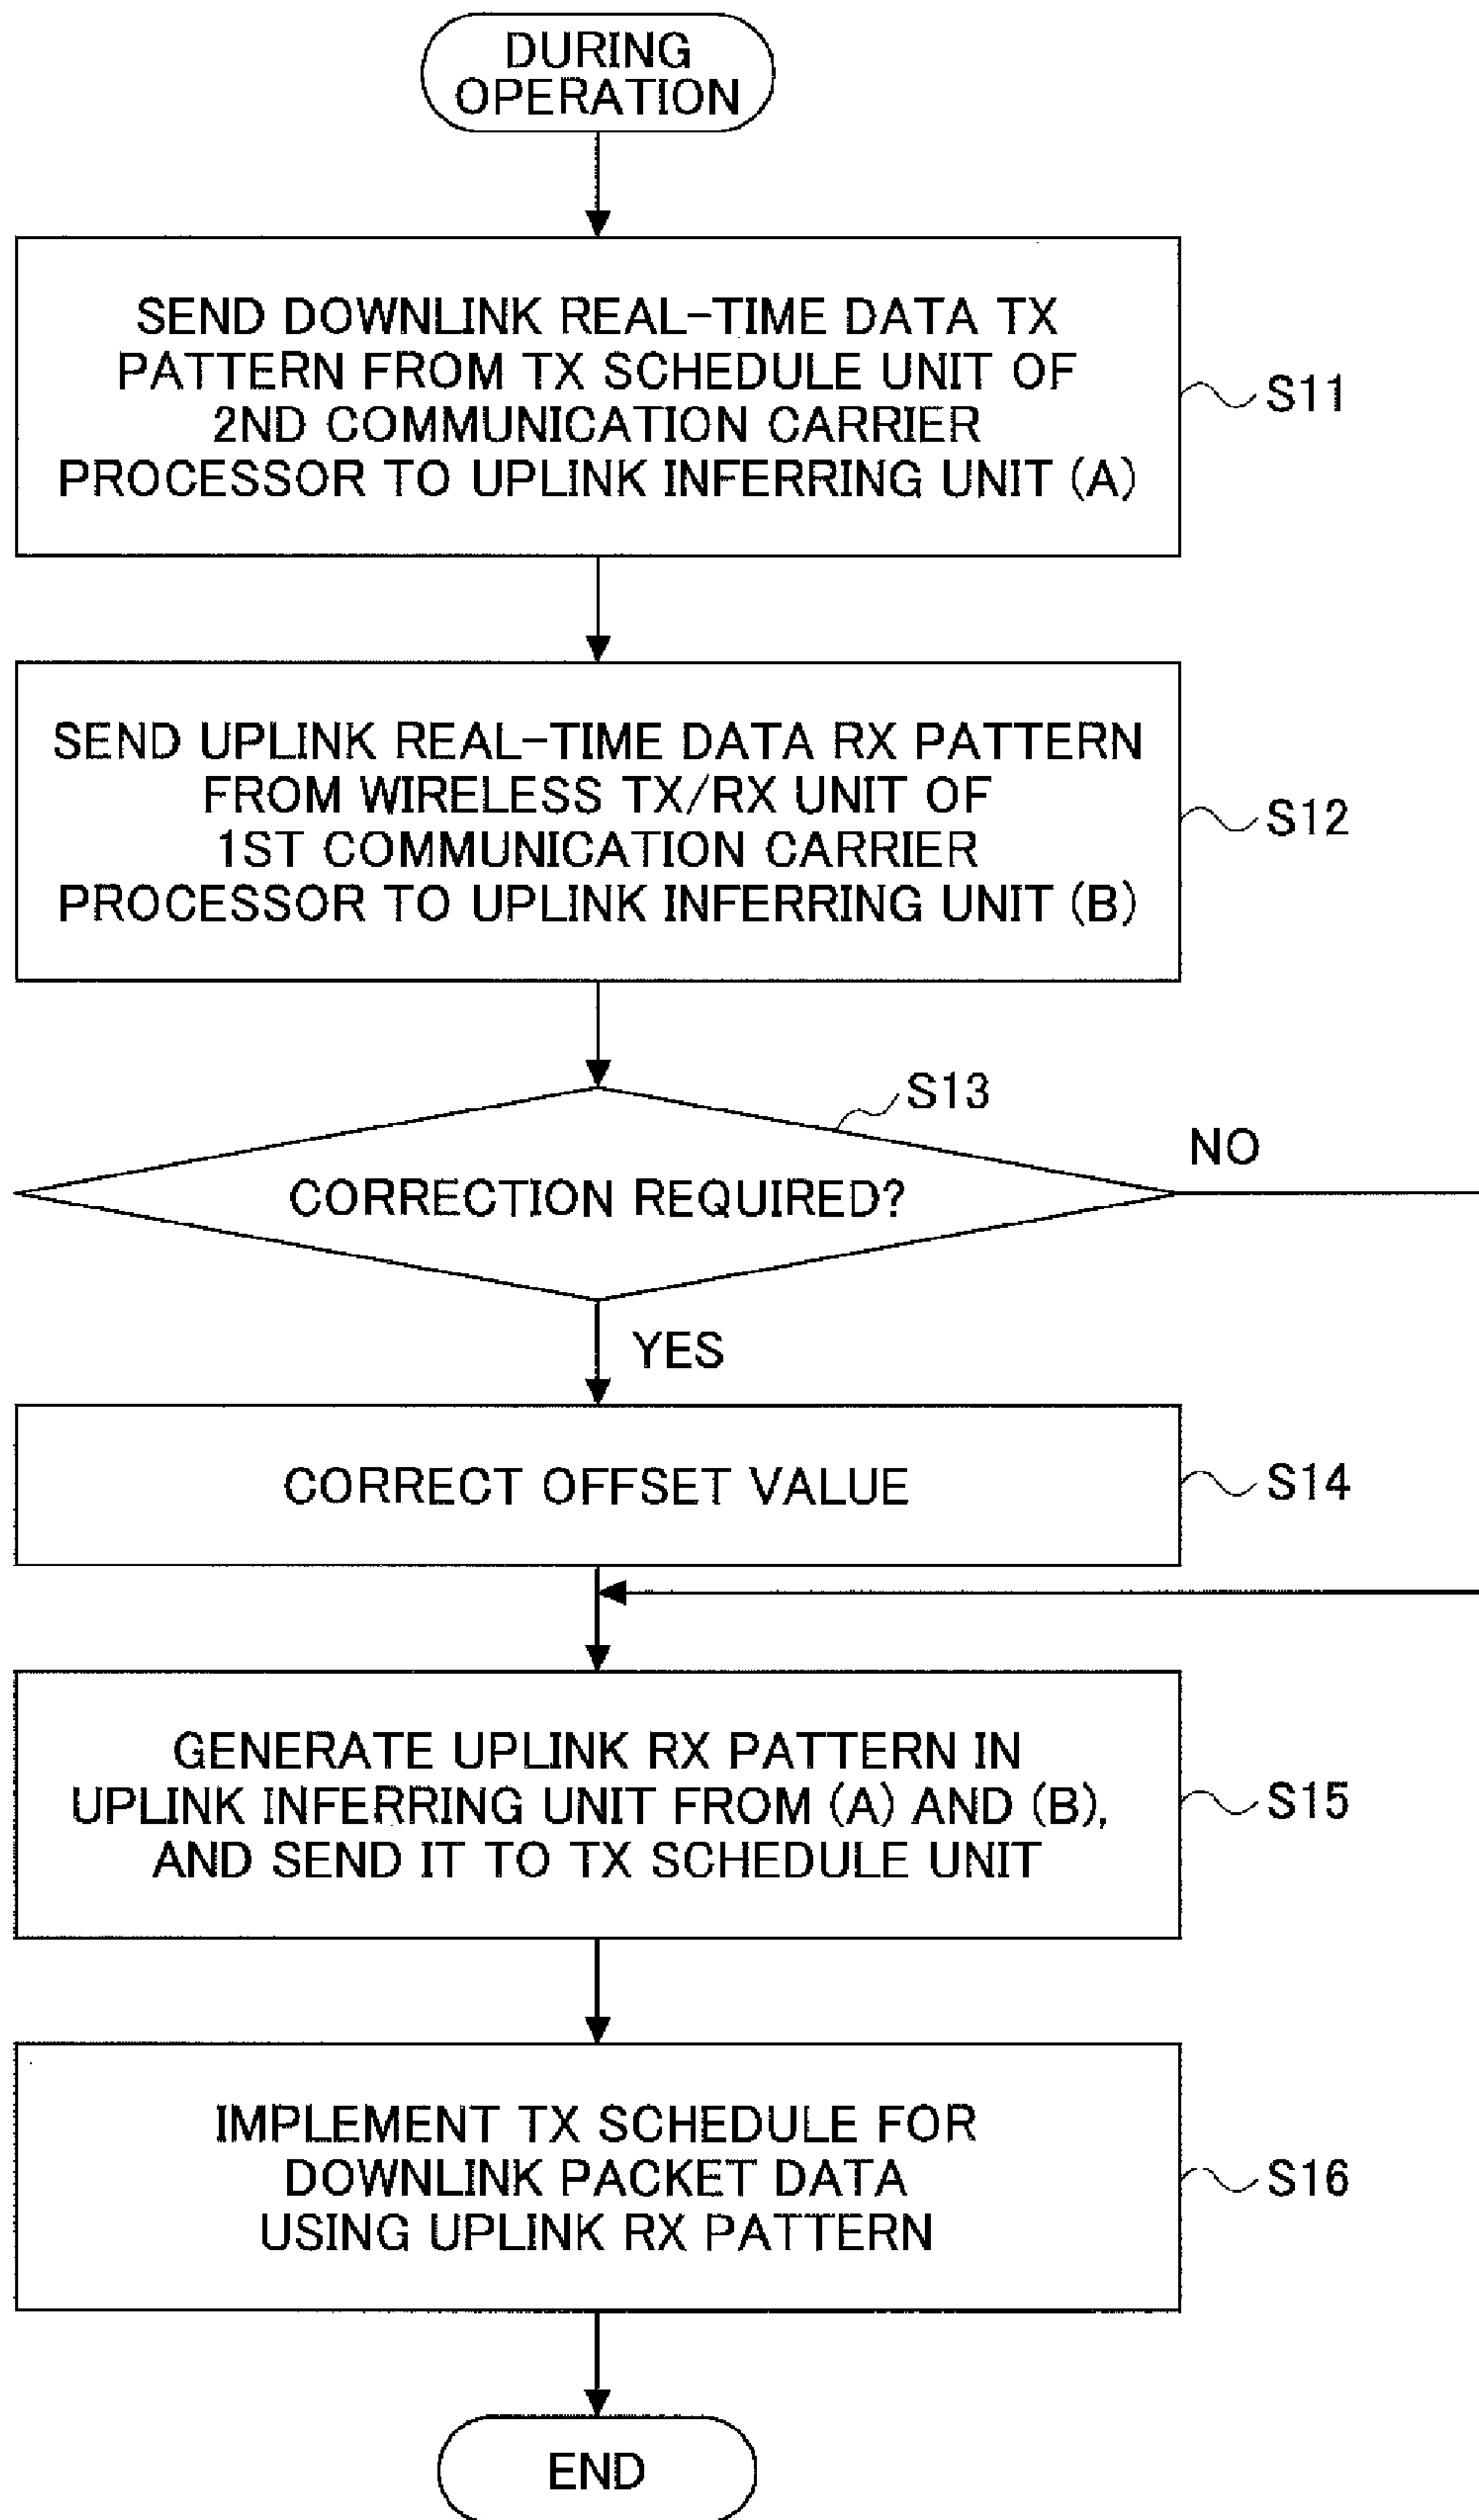 DURING
OPERATION
SEND DOWNLINK REAL-TIME DATA TX
PATTERN FROM TX SCHEDULE UNIT OF
2ND COMMUNICATION CARRIER
PROCESSOR TO UPLINK INFERRING UNIT (A)
S11
SEND UPLINK REAL-TIME DATA RX PATTERN
FROM WIRELESS TX/RX UNIT OF
1ST COMMUNICATION CARRIER
PROCESSOR TO UPLINK INFERRING UNIT (B)
S12
S13
NO
CORRECTION REQUIRED?
YES
CORRECT OFFSET VALUE
S14
GENERATE UPLINK RX PATTERN IN
UPLINK INFERRING UNIT FROM (A) AND (B),
AND SEND IT TO TX SCHEDULE UNIT
S15
IMPLEMENT TX SCHEDULE FOR
DOWNLINK PACKET DATA
USING UPLINK RX PATTERN
S16
END